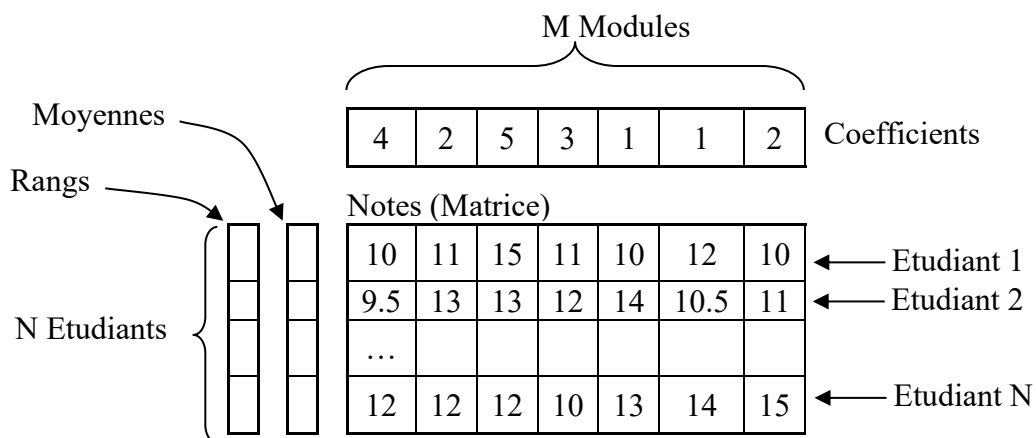 M Modules
Moyennes
4 2 5 3 1 1 2 Coefficients
Rangs
Notes (Matrice)
10 11 15 11 10 12 10 Etudiant 1
9.5 13 13 12 14 10.5 11 Etudiant 2
N Etudiants
...
12 12 12 10 13 14 15 Etudiant N